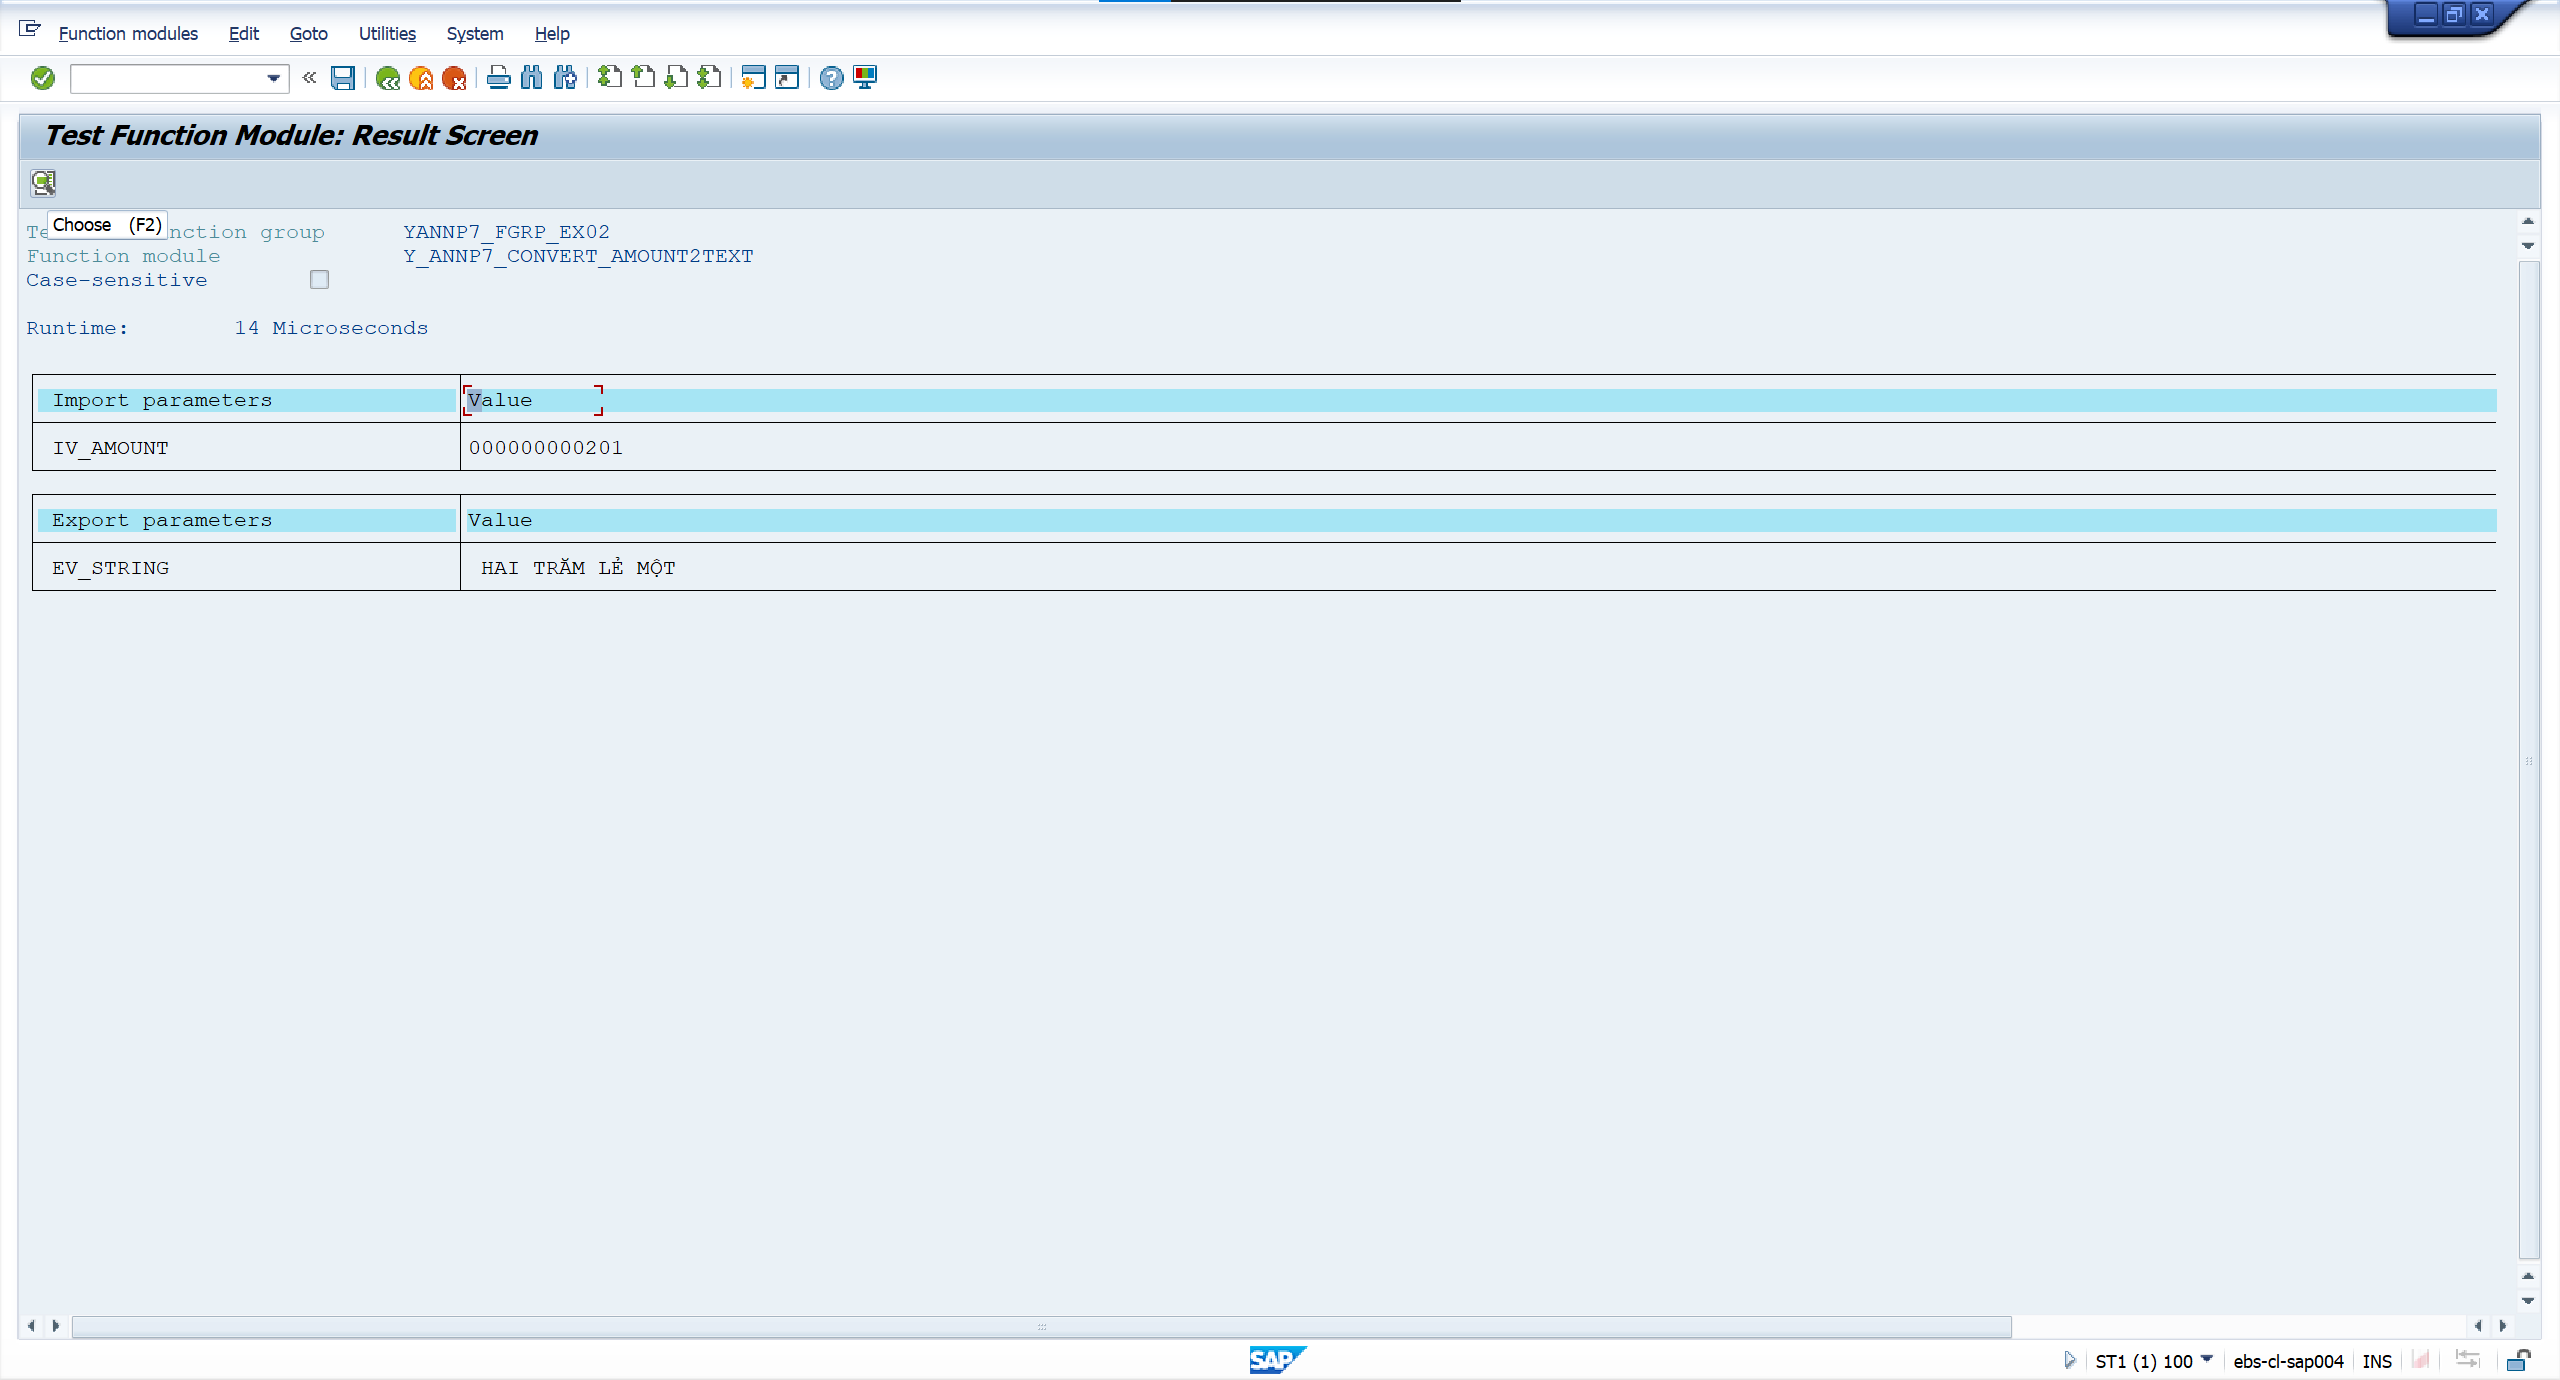 Function modules Edit Goto Utilities System Help
Test Function Module: Result Screen
Choose (F2)
Te nction group YANNP7_FGRP_EX02
Function module Y_ANNP7_CONVERT_AMOUNT2TEXT
Case-sensitive
Runtime: 14 Microseconds
Import parameters Value
IV_AMOUNT 000000000201
Export parameters Value
EV_STRING HAI TRĂM LẺ MỘT
SAP ST1 (1) 100 ebs-cl-sap004 INS